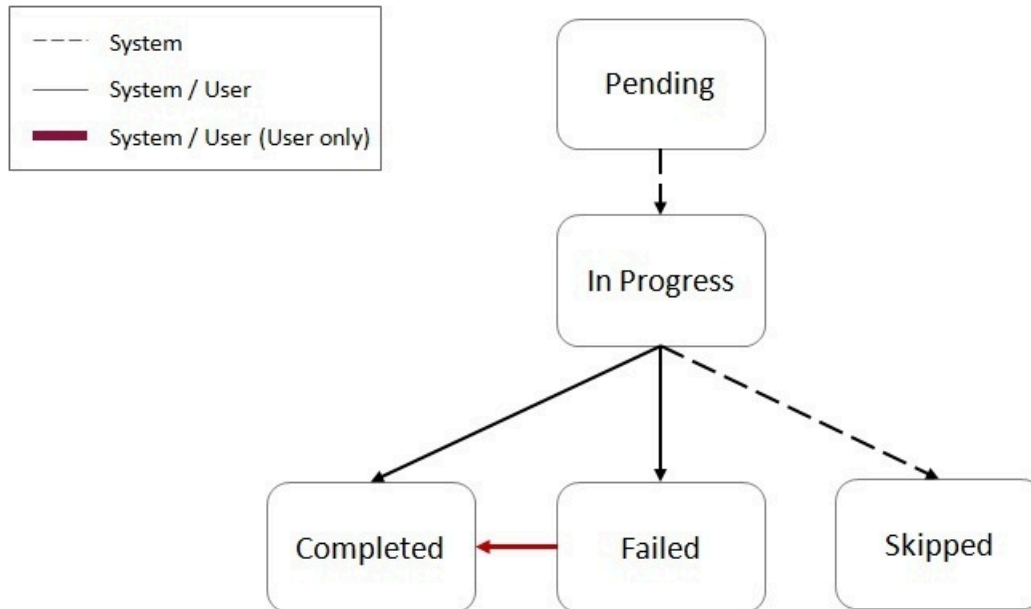 System
System / User
System / User (User only)
Pending
In Progress
Completed
Failed
Skipped